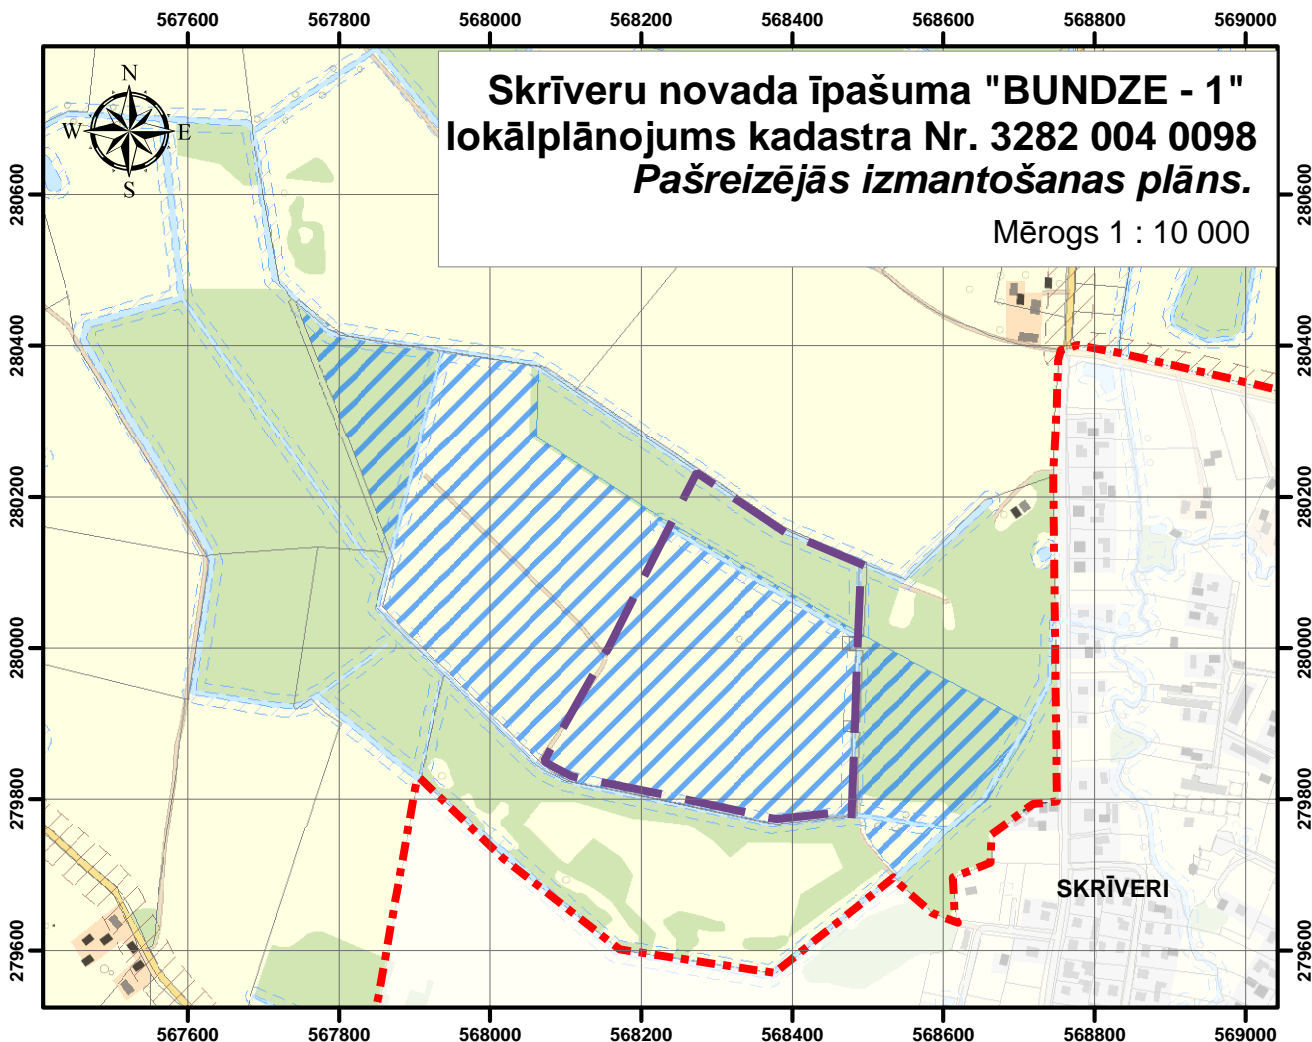 567600 567800 568000 568200 568400 568600 568800 569000
Skrīveru novada īpašuma "BUNDZE - 1"
lokālplānojums kadastra Nr. 3282 004 0098
Pašreizējās izmantošanas plāns.
Mērogs 1 : 10 000
N
W E
S
280600 280600
280400 280400
280200 280200
280000 280000
279800 279800
SKRĪVERI
279600 279600
567600 567800 568000 568200 568400 568600 568800 569000